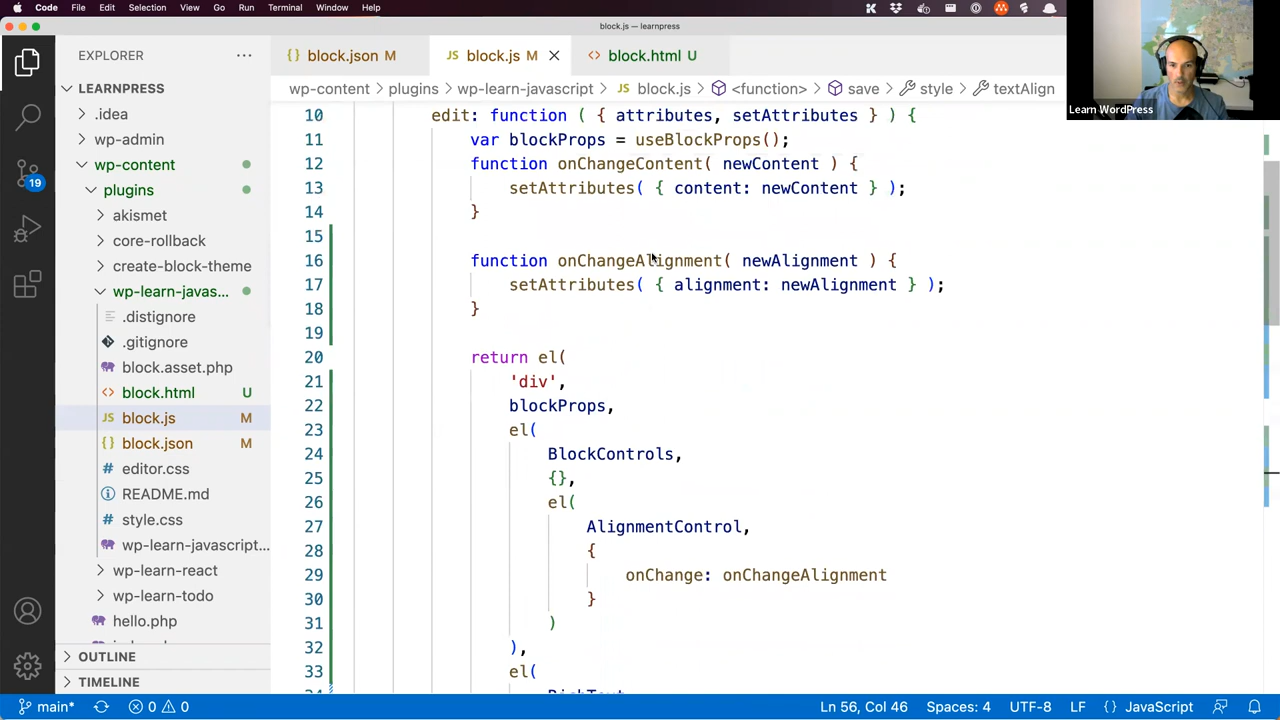 Code File Edit Selection View Go Run Terminal Window Help
block.js — learnpress
EXPLORER ...
block.json M
JS block.js M
block.html U
wp-content > plugins > wp-learn-javascript > JS block.js > <function> > save > style > textAlign
LEARNPRESS
.idea
wp-admin
wp-content
plugins
akismet
core-rollback
create-block-theme
wp-learn-javas...
.distignore
.gitignore
block.asset.php
block.html U
JS block.js M
block.json M
editor.css
README.md
style.css
wp-learn-javascript...
wp-learn-react
wp-learn-todo
hello.php
OUTLINE
TIMELINE
19
10 edit: function ( { attributes, setAttributes } ) {
11 var blockProps = useBlockProps();
12 function onChangeContent( newContent ) {
13 setAttributes( { content: newContent } );
14 }
15
16 function onChangeAlignment( newAlignment ) {
17 setAttributes( { alignment: newAlignment } );
18 }
19
20 return el(
21 'div',
22 blockProps,
23 el(
24 BlockControls,
25 {},
26 el(
27 AlignmentControl,
28 {
29 onChange: onChangeAlignment
30 }
31 )
32 ),
33 el(
Learn WordPress
main* 0 0 Ln 56, Col 46 Spaces: 4 UTF-8 LF {} JavaScript